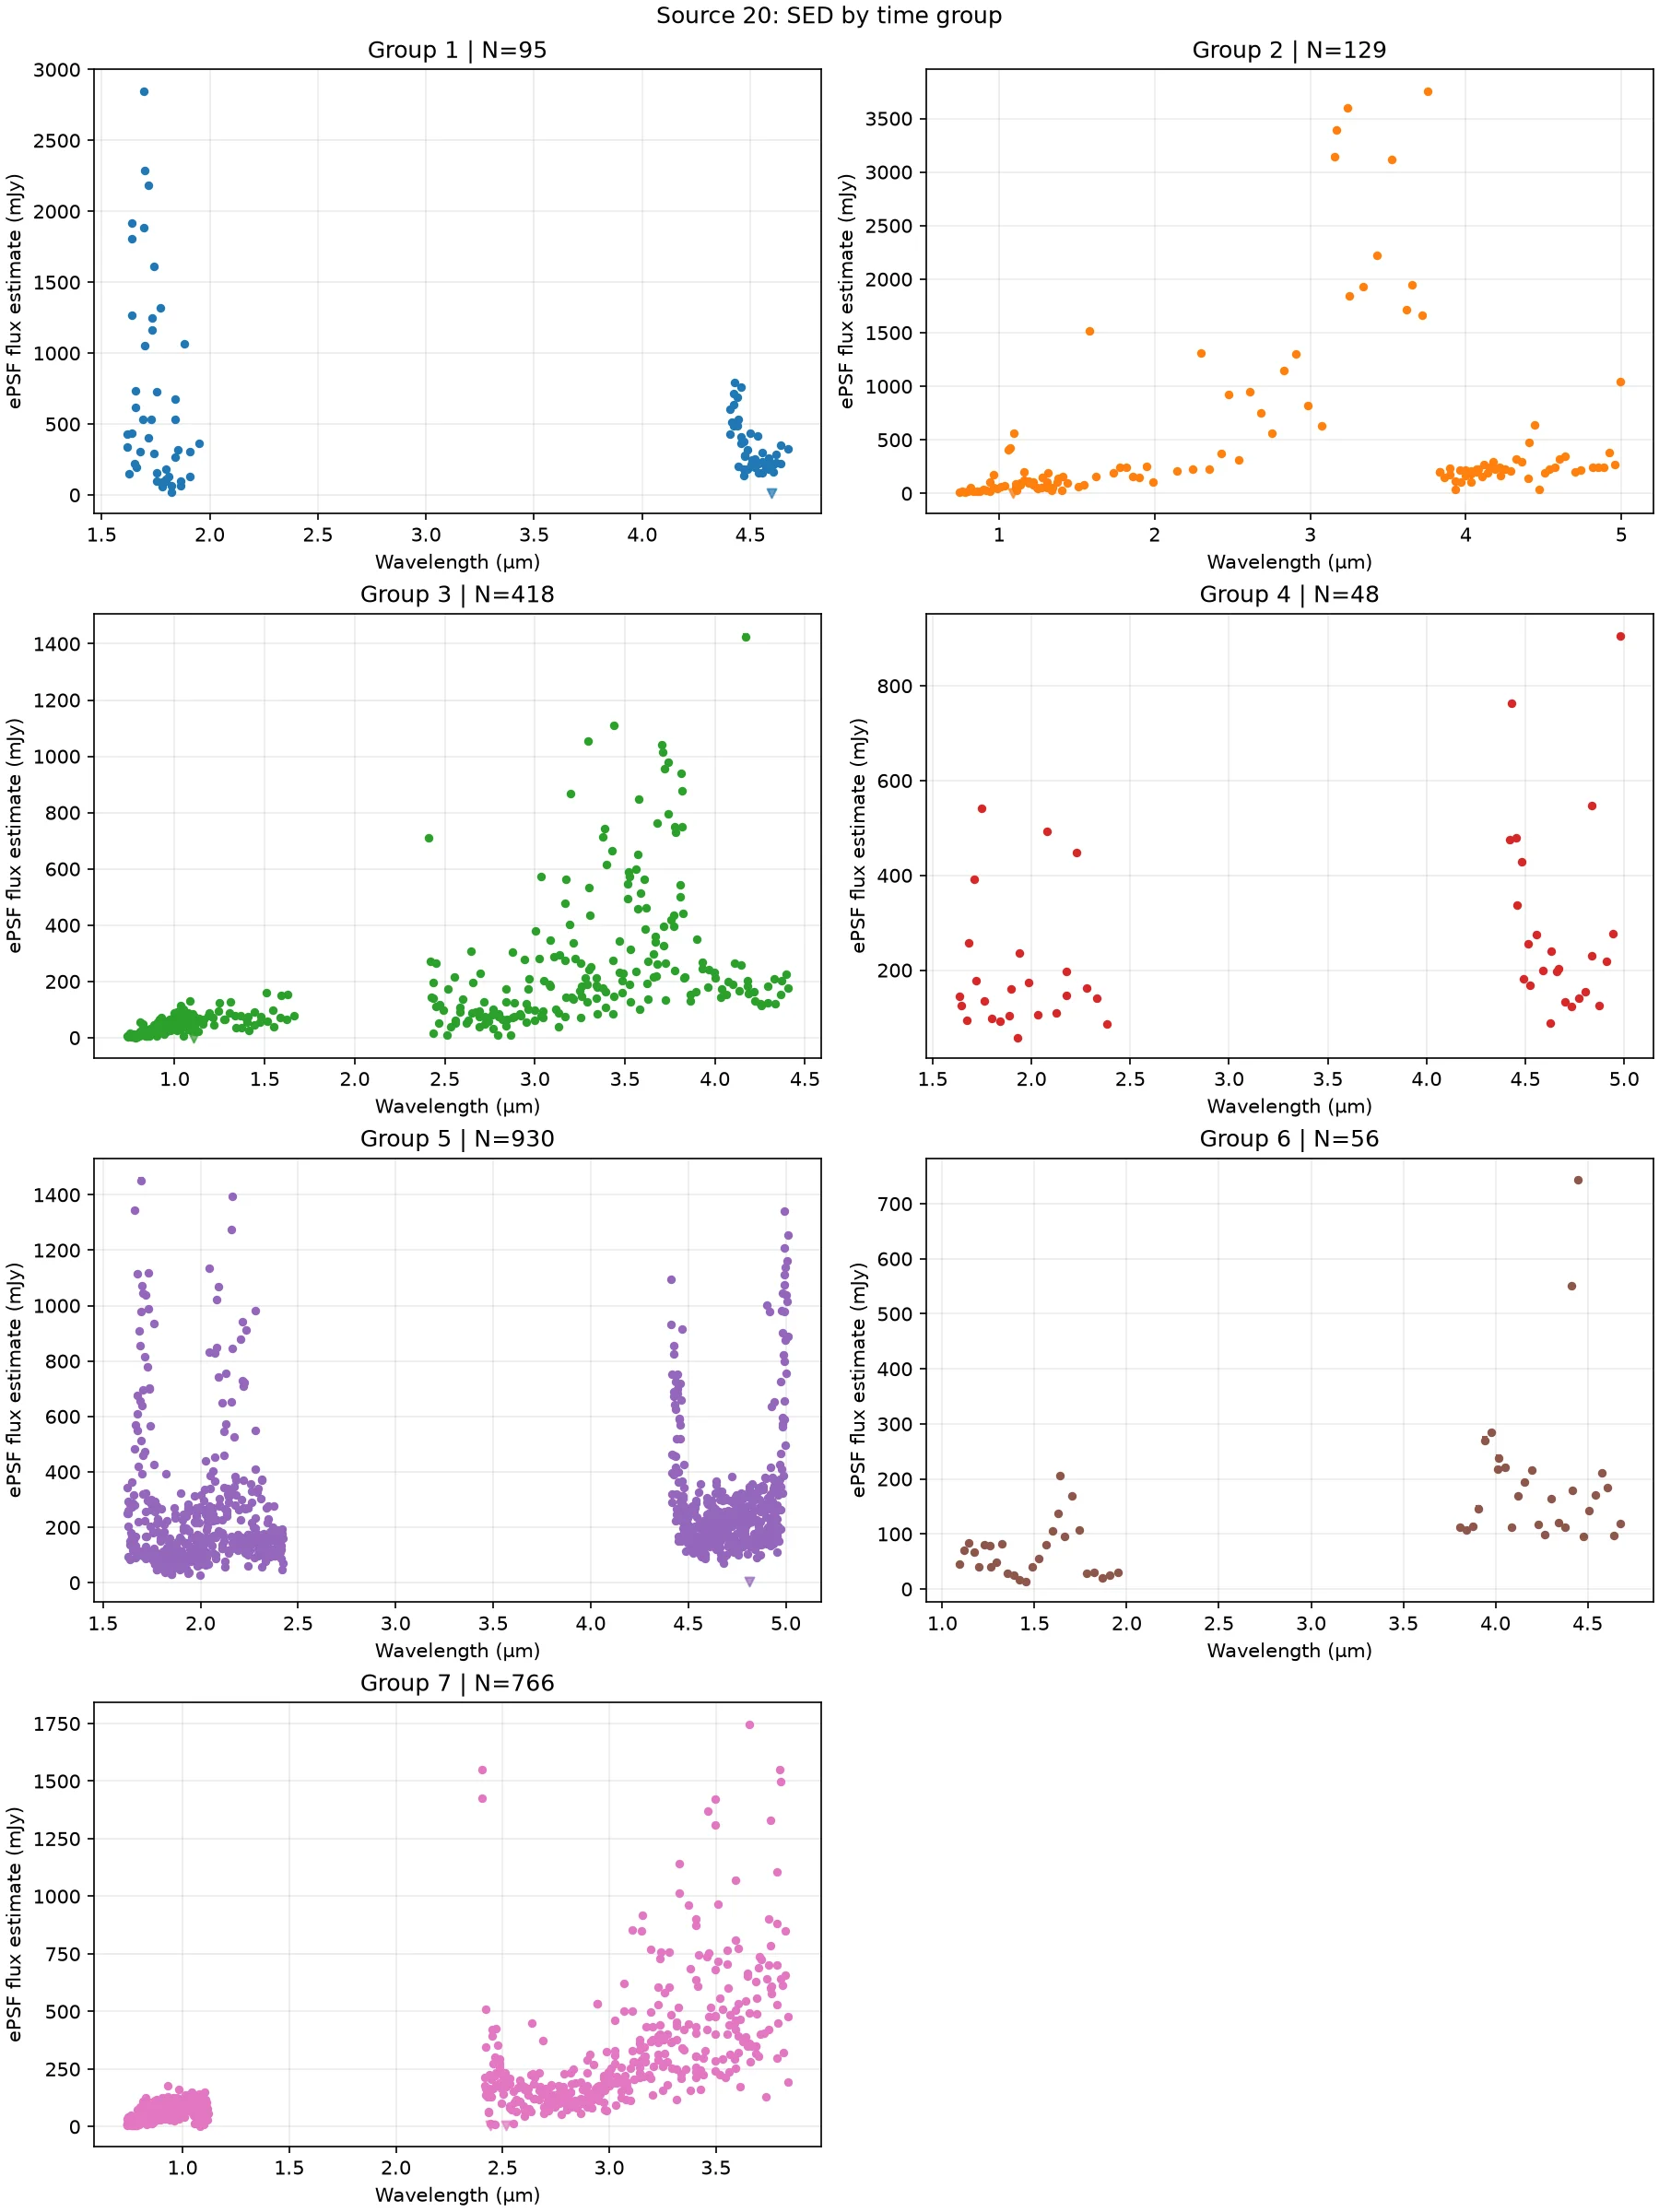 Source 20: SED by time group
Group 1 | N=95
ePSF flux estimate (mJy)
3000
2500
2000
1500
1000
500
0
1.5 2.0 2.5 3.0 3.5 4.0 4.5
Wavelength (μm)
Group 2 | N=129
ePSF flux estimate (mJy)
3500
3000
2500
2000
1500
1000
500
0
1 2 3 4 5
Wavelength (μm)
Group 3 | N=418
ePSF flux estimate (mJy)
1400
1200
1000
800
600
400
200
0
1.0 1.5 2.0 2.5 3.0 3.5 4.0 4.5
Wavelength (μm)
Group 4 | N=48
ePSF flux estimate (mJy)
800
600
400
200
1.5 2.0 2.5 3.0 3.5 4.0 4.5 5.0
Wavelength (μm)
Group 5 | N=930
ePSF flux estimate (mJy)
1400
1200
1000
800
600
400
200
0
1.5 2.0 2.5 3.0 3.5 4.0 4.5 5.0
Wavelength (μm)
Group 6 | N=56
ePSF flux estimate (mJy)
700
600
500
400
300
200
100
0
1.0 1.5 2.0 2.5 3.0 3.5 4.0 4.5
Wavelength (μm)
Group 7 | N=766
ePSF flux estimate (mJy)
1750
1500
1250
1000
750
500
250
0
1.0 1.5 2.0 2.5 3.0 3.5
Wavelength (μm)